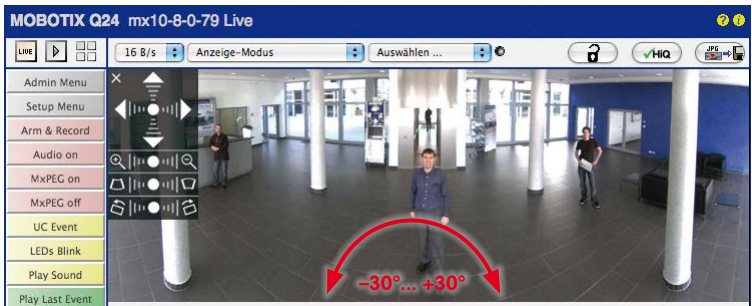 MOBOTIX Q24 mx10-8-0-79 Live
LIVE
16 B/s
Anzeige-Modus
Auswählen ...
HiQ
JPG
Admin Menu
Setup Menu
Arm & Record
Audio on
MxPEG on
MxPEG off
UC Event
LEDs Blink
Play Sound
Play Last Event
–30°... +30°